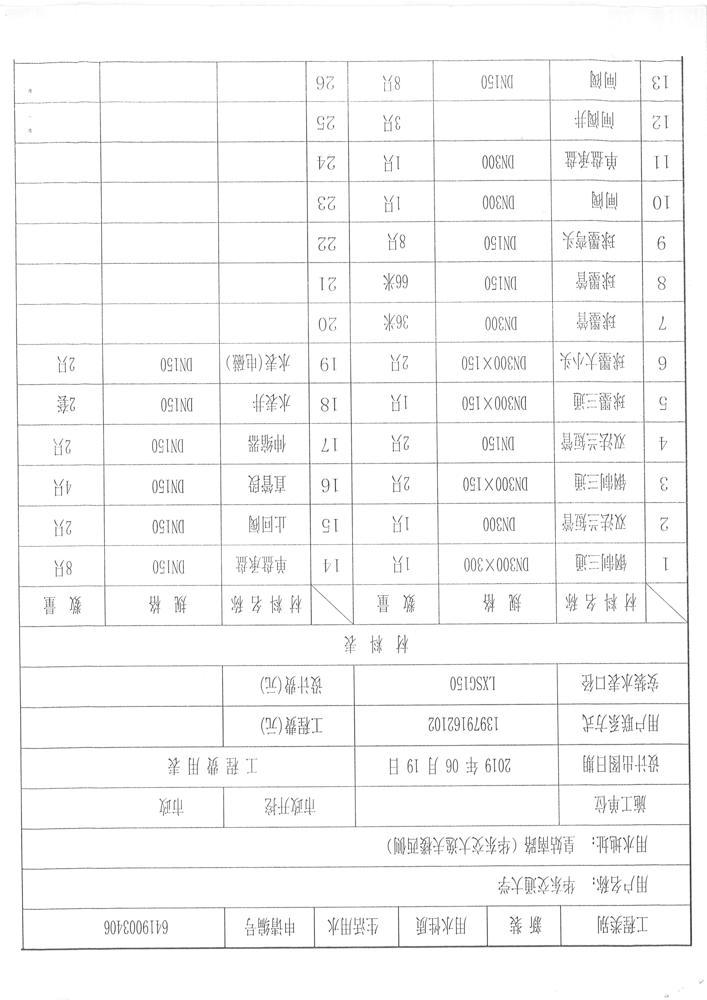 工程类别 新装 用水性质 生活用水 申请编号 6419003406
用户名称： 华东交通大学
用水地址： 皇姑南路（华东交大逸夫楼西侧）
施工单位 市政开挖 市政
设计出图日期 2019 年 06 月 19 日 工程费用表
用户联系方式 13979162102 工程费(元)
安装水表口径 LXSG150 设计费(元)
材料表
材料名称 规格 数量 材料名称 规格 数量
1 钢制三通 DN300×300 1只 14 单盘承盘 DN150 8只
2 双法兰短管 DN300 1只 15 止回阀 DN150 2只
3 钢制三通 DN300×150 2只 16 直管段 DN150 4只
4 双法兰短管 DN150 2只 17 伸缩器 DN150 2只
5 球墨三通 DN300×150 1只 18 水表井 DN150 2套
6 球墨大小头 DN300×150 2只 19 水表(电磁) DN150 2只
7 球墨管 DN300 36米 20
8 球墨管 DN150 66米 21
9 球墨弯头 DN150 8只 22
10 闸阀 DN300 1只 23
11 单盘承盘 DN300 1只 24
12 闸阀井 3只 25
13 闸阀 DN150 8只 26